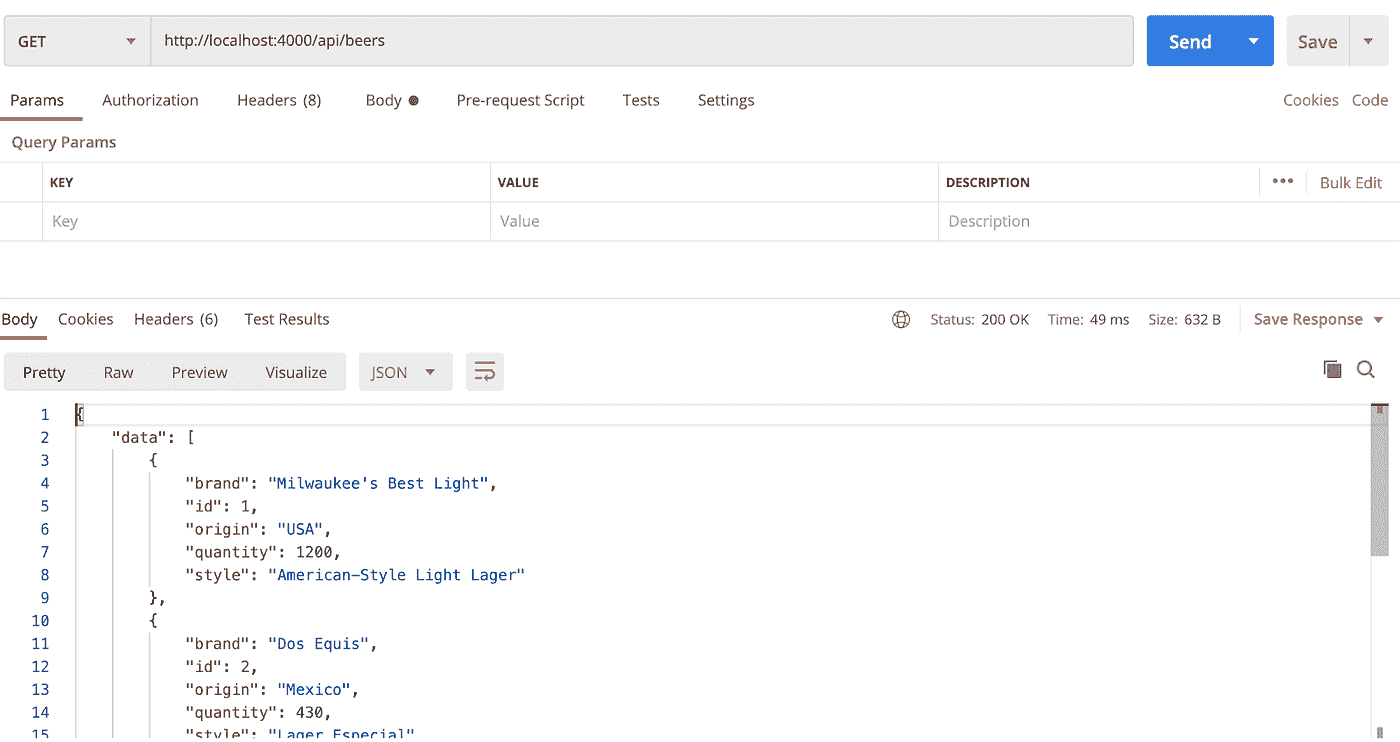 GET http://localhost:4000/api/beers Send Save
Params Authorization Headers (8) Body Pre-request Script Tests Settings Cookies Code
Query Params
KEY VALUE DESCRIPTION ••• Bulk Edit
Key Value Description
Body Cookies Headers (6) Test Results Status: 200 OK Time: 49 ms Size: 632 B Save Response
Pretty Raw Preview Visualize JSON
1 {
2 "data": [
3 {
4 "brand": "Milwaukee's Best Light",
5 "id": 1,
6 "origin": "USA",
7 "quantity": 1200,
8 "style": "American-Style Light Lager"
9 },
10 {
11 "brand": "Dos Equis",
12 "id": 2,
13 "origin": "Mexico",
14 "quantity": 430,
15 "style": "Lager Especial"